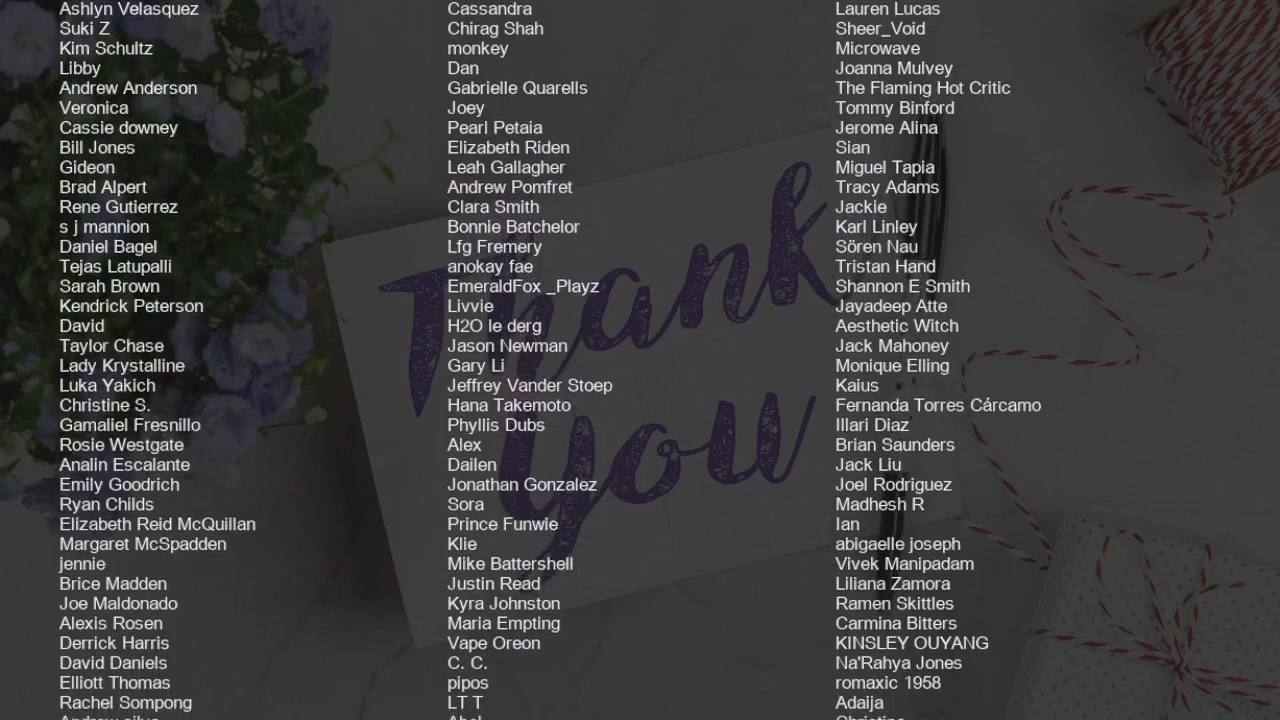 Ashlyn Velasquez
Suki Z
Kim Schultz
Libby
Andrew Anderson
Veronica
Cassie downey
Bill Jones
Gideon
Brad Alpert
Rene Gutierrez
s j mannion
Daniel Bagel
Tejas Latupalli
Sarah Brown
Kendrick Peterson
David
Taylor Chase
Lady Krystalline
Luka Yakich
Christine S.
Gamaliel Fresnillo
Rosie Westgate
Analin Escalante
Emily Goodrich
Ryan Childs
Elizabeth Reid McQuillan
Margaret McSpadden
jennie
Brice Madden
Joe Maldonado
Alexis Rosen
Derrick Harris
David Daniels
Elliott Thomas
Rachel Sompong
Andrew silva
Cassandra
Chirag Shah
monkey
Dan
Gabrielle Quarells
Joey
Pearl Petaia
Elizabeth Riden
Leah Gallagher
Andrew Pomfret
Clara Smith
Bonnie Batchelor
Lfg Fremery
anokay fae
EmeraldFox _Playz
Livvie
H2O le derg
Jason Newman
Gary Li
Jeffrey Vander Stoep
Hana Takemoto
Phyllis Dubs
Alex
Dailen
Jonathan Gonzalez
Sora
Prince Funwie
Klie
Mike Battershell
Justin Read
Kyra Johnston
Maria Empting
Vape Oreon
C. C.
pipos
LT T
Abel
Lauren Lucas
Sheer_Void
Microwave
Joanna Mulvey
The Flaming Hot Critic
Tommy Binford
Jerome Alina
Sian
Miguel Tapia
Tracy Adams
Jackie
Karl Linley
Sören Nau
Tristan Hand
Shannon E Smith
Jayadeep Atte
Aesthetic Witch
Jack Mahoney
Monique Elling
Kaius
Fernanda Torres Cárcamo
Illari Diaz
Brian Saunders
Jack Liu
Joel Rodriguez
Madhesh R
Ian
abigaelle joseph
Vivek Manipadam
Liliana Zamora
Ramen Skittles
Carmina Bitters
KINSLEY OUYANG
Na'Rahya Jones
romaxic 1958
Adaija
Christine
Thank
you